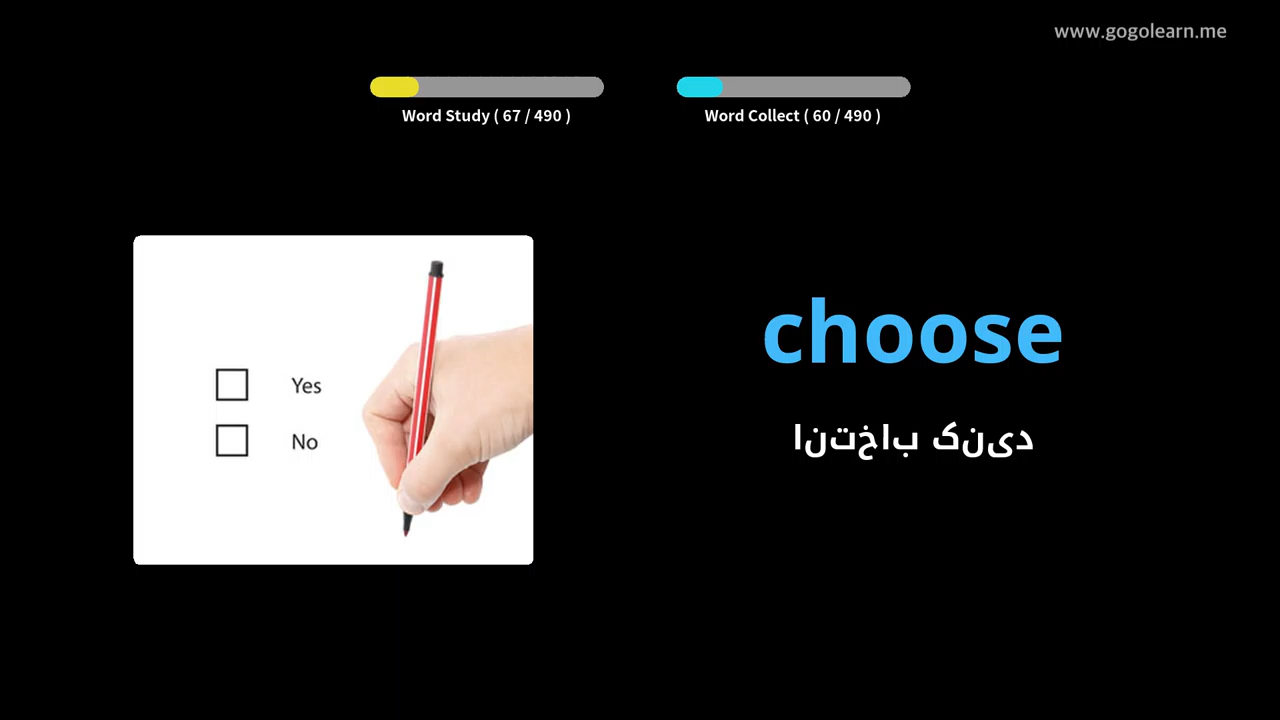 www.gogolearn.me
Word Study ( 67 / 490 )
Word Collect ( 60 / 490 )
Yes
No
choose
انتخاب کنید